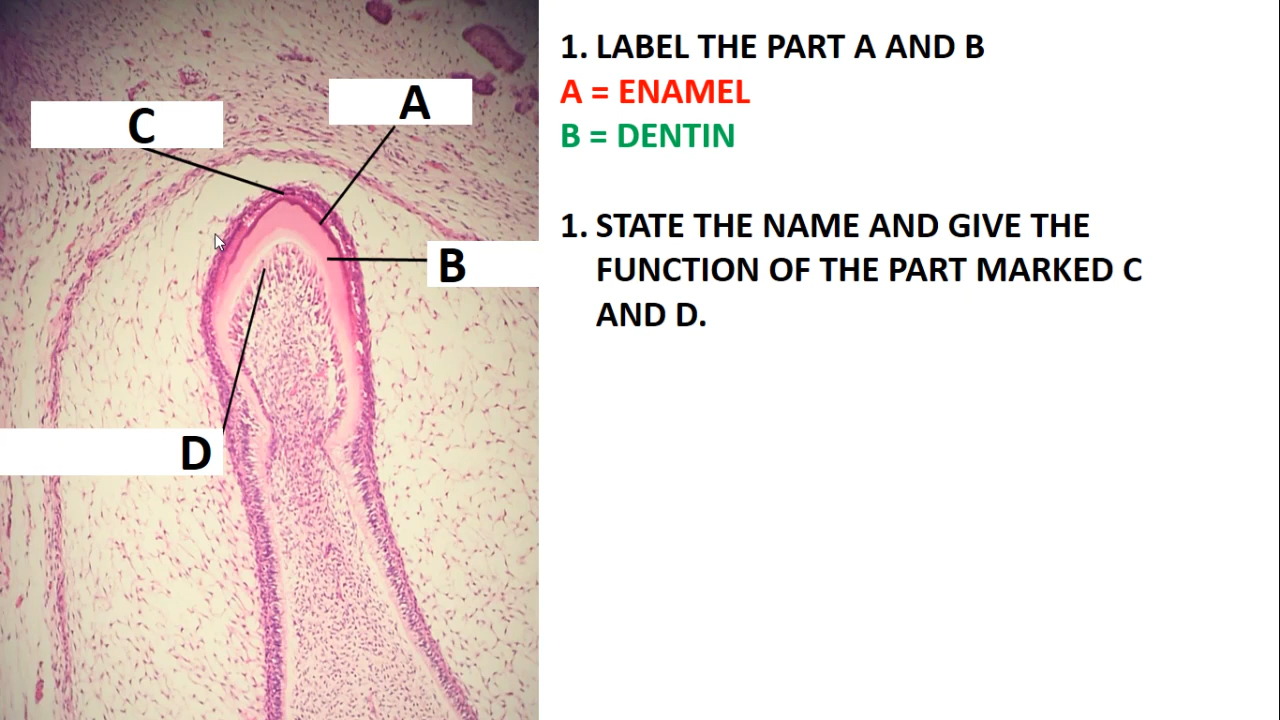 C
A
B
D
1. LABEL THE PART A AND B
A = ENAMEL
B = DENTIN
1. STATE THE NAME AND GIVE THE
FUNCTION OF THE PART MARKED C
AND D.